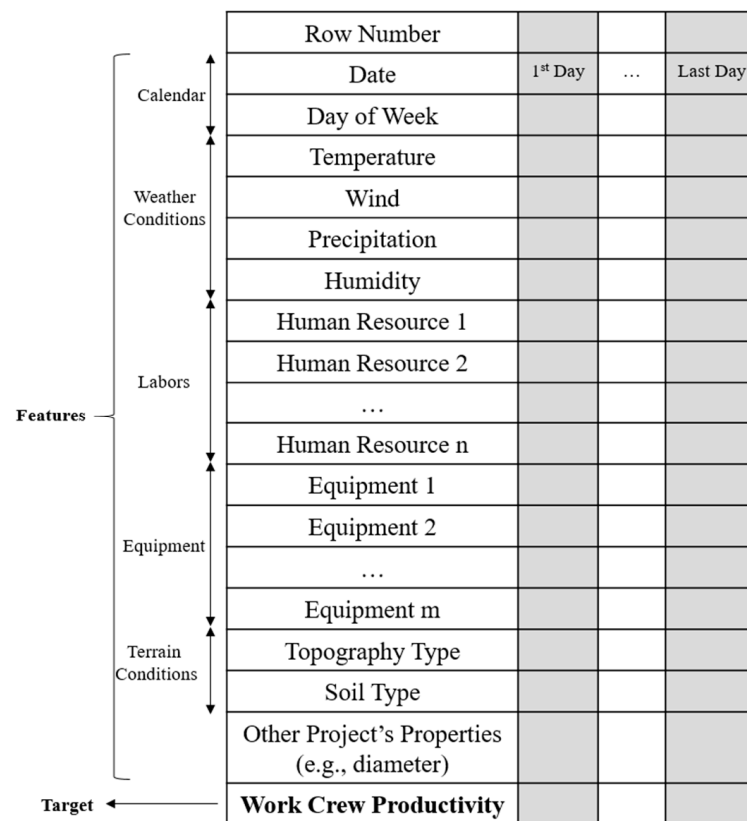 Row Number
Date
1st Day
…
Last Day
Calendar
Day of Week
Temperature
Weather
Conditions
Wind
Precipitation
Humidity
Human Resource 1
Human Resource 2
Labors
…
Features
Human Resource n
Equipment 1
Equipment 2
Equipment
…
Equipment m
Terrain
Conditions
Topography Type
Soil Type
Other Project’s Properties
(e.g., diameter)
Target
Work Crew Productivity